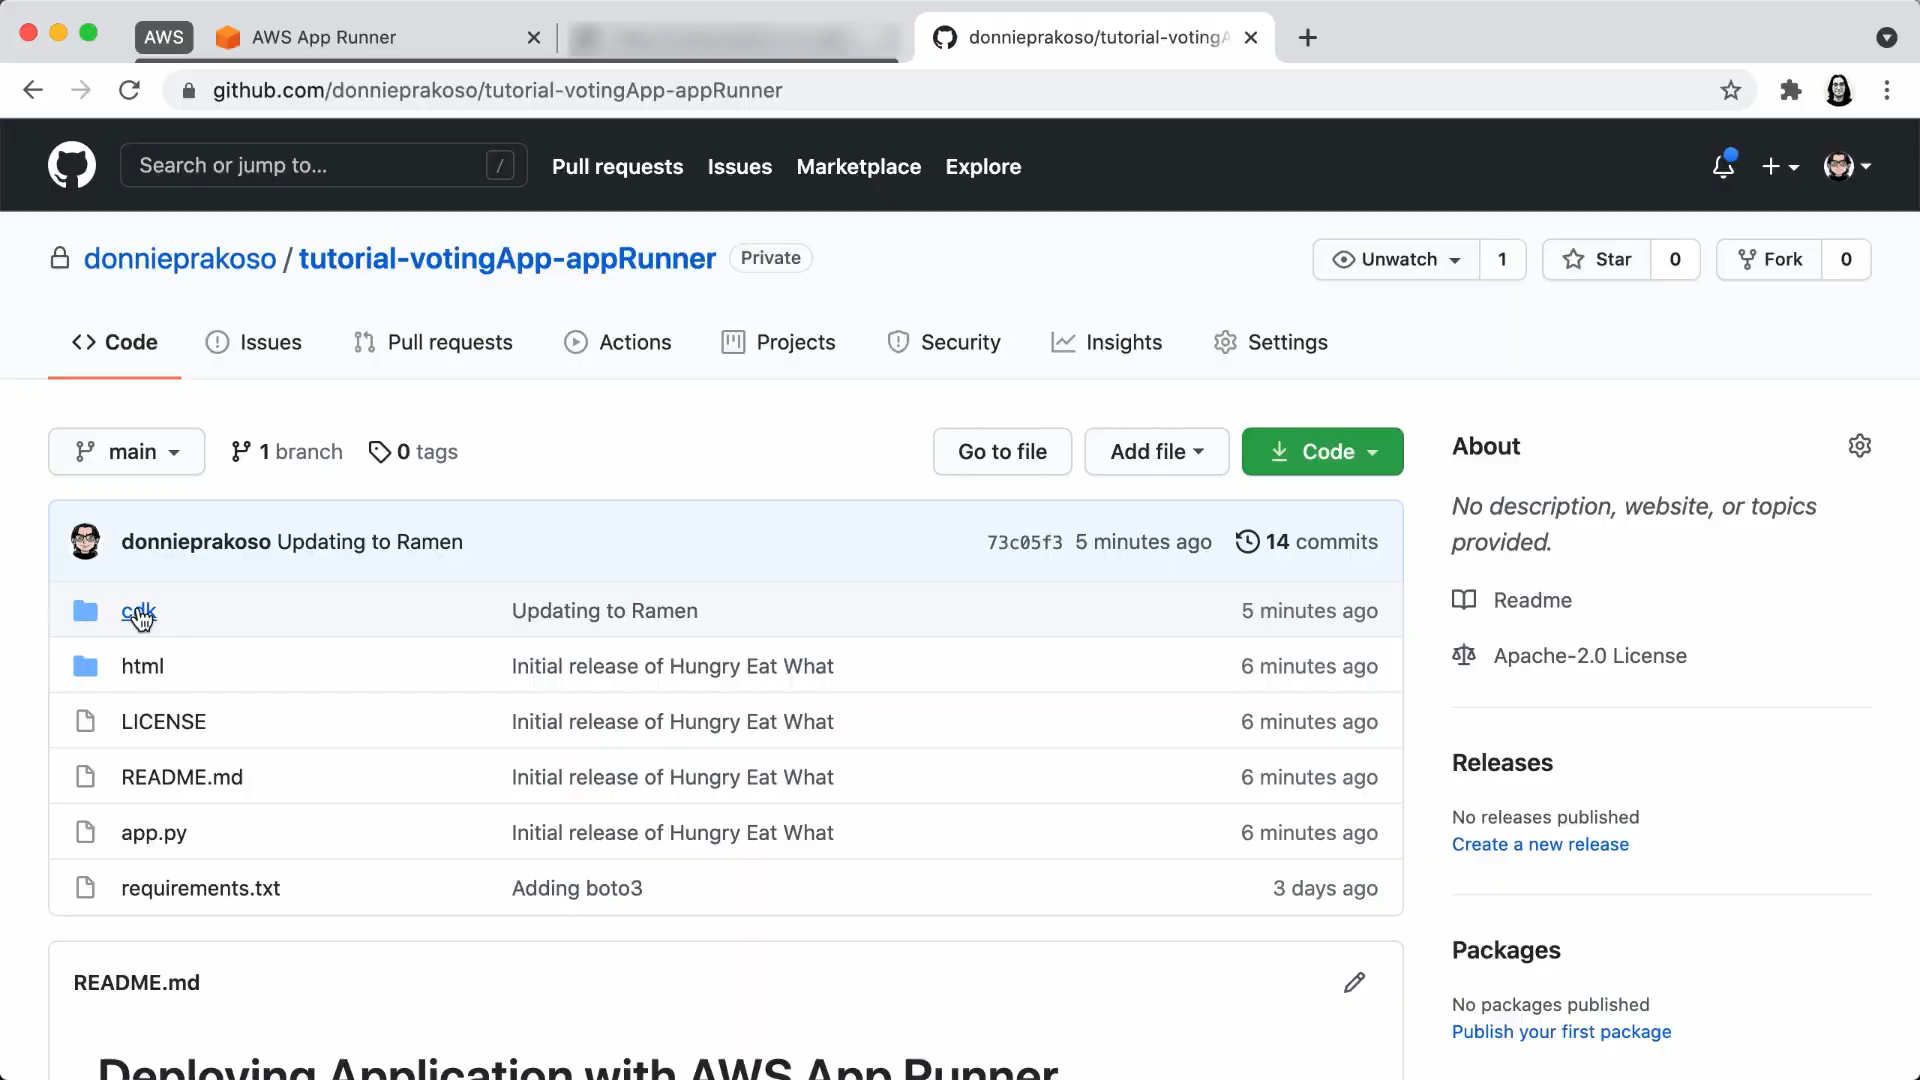 AWS AWS App Runner donnieprakoso/tutorial-votingA
github.com/donnieprakoso/tutorial-votingApp-appRunner
Search or jump to... / Pull requests Issues Marketplace Explore
donnieprakoso / tutorial-votingApp-appRunner Private Unwatch 1 Star 0 Fork 0
Code Issues Pull requests Actions Projects Security Insights Settings
main 1 branch 0 tags Go to file Add file Code
donnieprakoso Updating to Ramen 73c05f3 5 minutes ago 14 commits
cdk Updating to Ramen 5 minutes ago
html Initial release of Hungry Eat What 6 minutes ago
LICENSE Initial release of Hungry Eat What 6 minutes ago
README.md Initial release of Hungry Eat What 6 minutes ago
app.py Initial release of Hungry Eat What 6 minutes ago
requirements.txt Adding boto3 3 days ago
README.md
Deploying Application with AWS App Runner
About
No description, website, or topics
provided.
Readme
Apache-2.0 License
Releases
No releases published
Create a new release
Packages
No packages published
Publish your first package